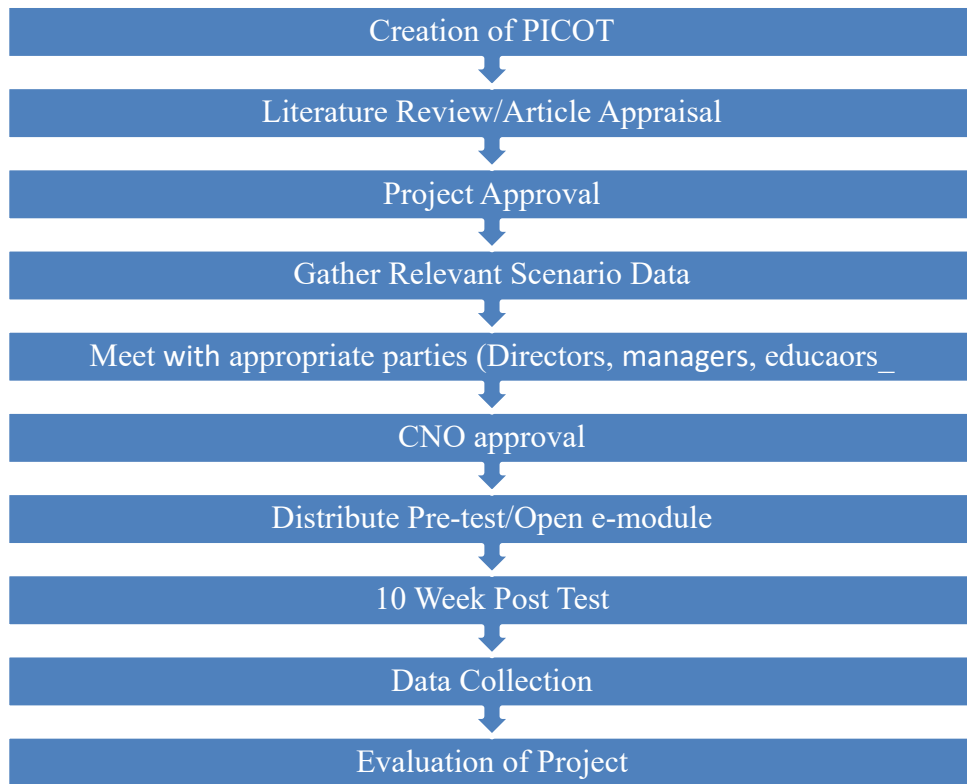 Creation of PICOT
Literature Review/Article Appraisal
Project Approval
Gather Relevant Scenario Data
Meet with appropriate parties (Directors, managers, educaors_
CNO approval
Distribute Pre-test/Open e-module
10 Week Post Test
Data Collection
Evaluation of Project